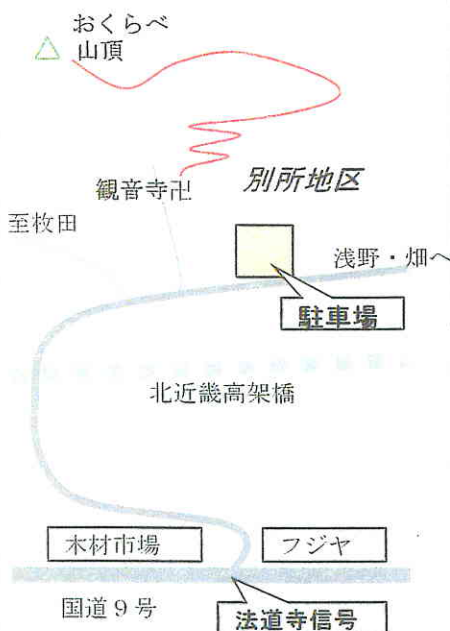 おくらべ
山頂
観音寺卍
別所地区
至枚田
浅野・畑へ
駐車場
北近畿高架橋
木材市場
フジヤ
国道9号
法道寺信号